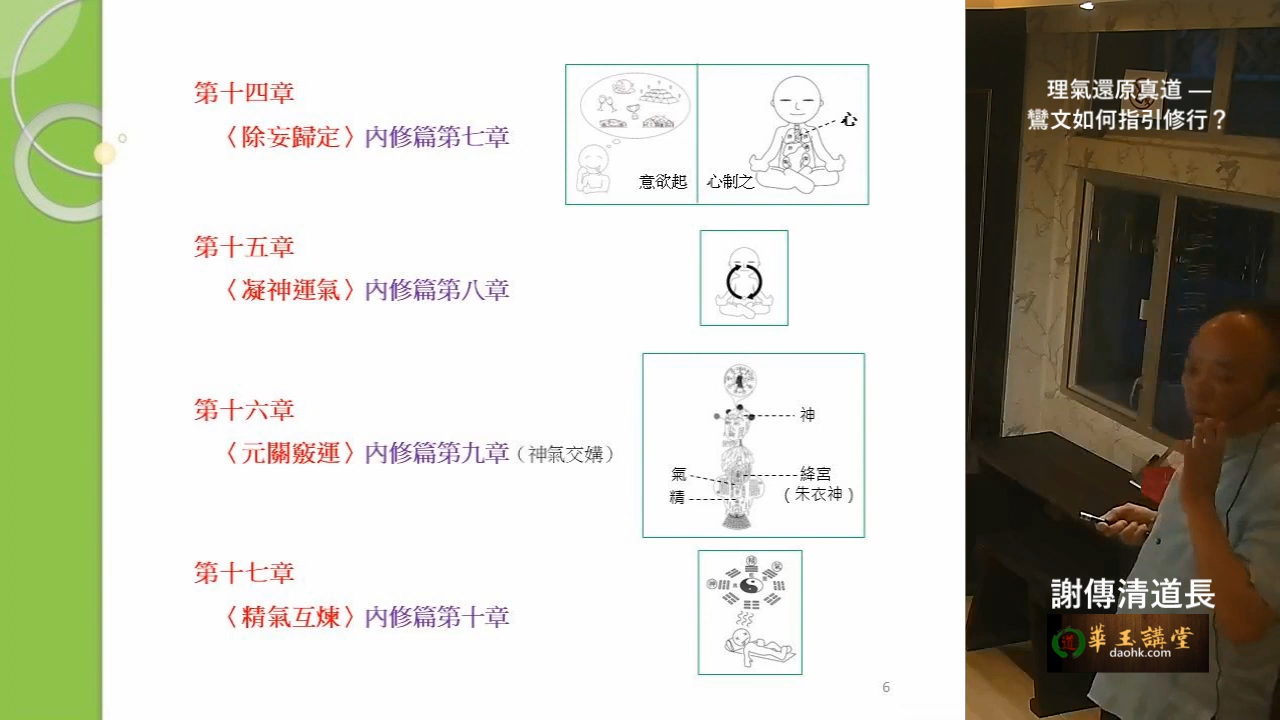 第十四章
〈除妄歸定〉內修篇第七章
意欲起
心制之
心
第十五章
〈凝神運氣〉內修篇第八章
第十六章
〈元關竅運〉內修篇第九章(神氣交媾)
神
氣
絳宮
精
(朱衣神)
第十七章
〈精氣互煉〉內修篇第十章
6
理氣還原真道 —
鸞文如何指引修行？
謝傳清道長
道 華玉講堂
daohk.com